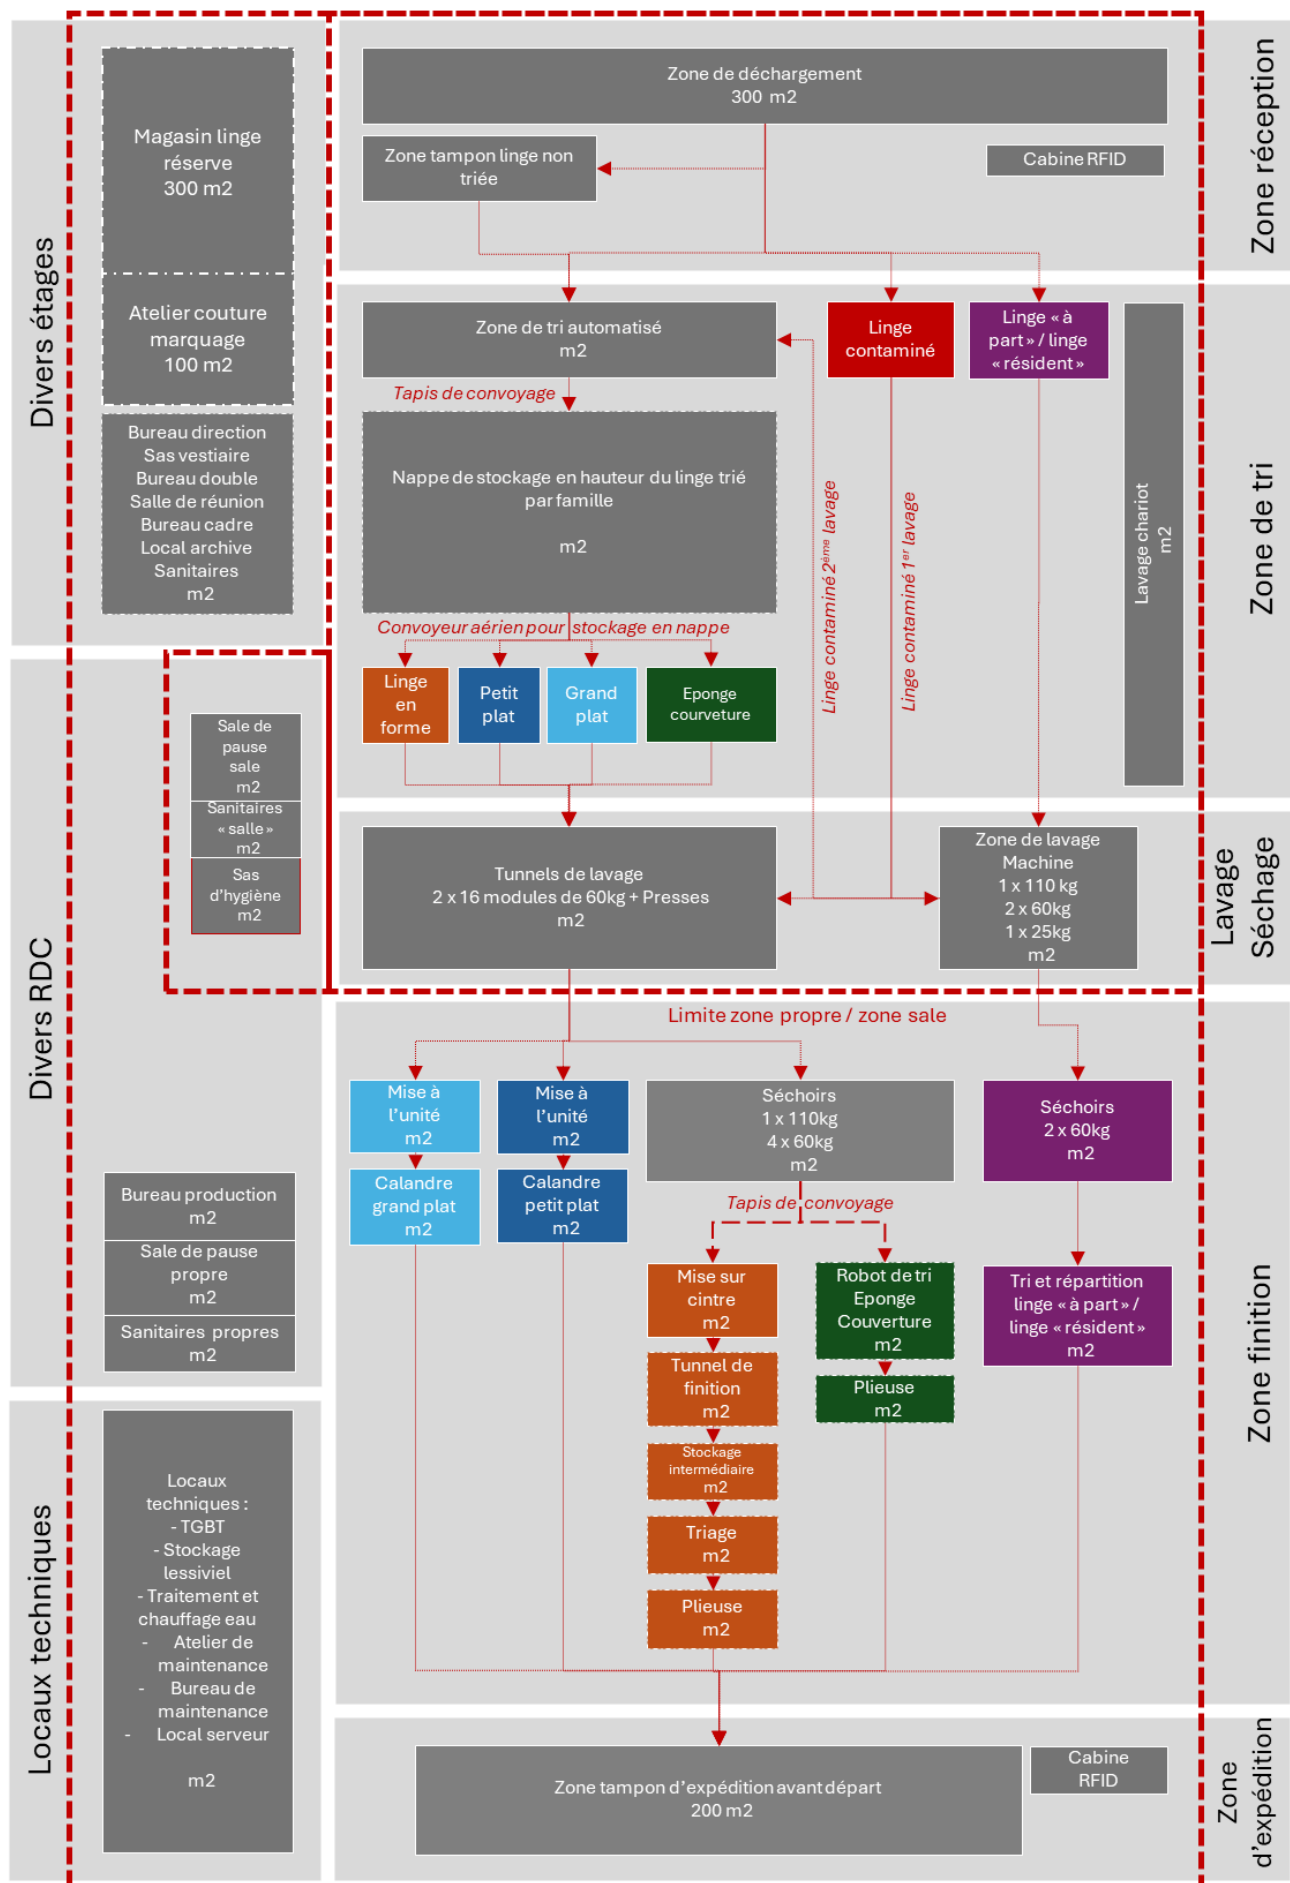 Divers étages
Magasin linge
réserve
300 m2
Atelier couture
marquage
100 m2
Bureau direction
Sas vestiaire
Bureau double
Salle de réunion
Bureau cadre
Local archive
Sanitaires
m2
Zone réception
Zone de déchargement
300 m2
Zone tampon linge non
triée
Cabine RFID
Zone de tri
Zone de tri automatisé
m2
Linge
contaminé
Linge « à
part » / linge
« résident »
Tapis de convoyage
Nappe de stockage en hauteur du linge trié
par famille
m2
Linge contaminé 2ème lavage
Linge contaminé 1er lavage
Lavage chariot
m2
Convoyeur aérien pour stockage en nappe
Linge
en
forme
Petit
plat
Grand
plat
Eponge
courveture
Divers RDC
Sale de
pause
sale
m2
Sanitaires
« salle »
m2
Sas
d’hygiène
m2
Lavage
Séchage
Tunnels de lavage
2 x 16 modules de 60kg + Presses
m2
Zone de lavage
Machine
1 x 110 kg
2 x 60kg
1 x 25kg
m2
Limite zone propre / zone sale
Zone finition
Mise à
l’unité
m2
Mise à
l’unité
m2
Séchoirs
1 x 110kg
4 x 60kg
m2
Séchoirs
2 x 60kg
m2
Calandre
grand plat
m2
Calandre
petit plat
m2
Tapis de convoyage
Mise sur
cintre
m2
Robot de tri
Eponge
Couverture
m2
Tri et répartition
linge « à part » /
linge « résident »
m2
Tunnel de
finition
m2
Plieuse
m2
Stockage
intermédiaire
m2
Triage
m2
Plieuse
m2
Bureau production
m2
Sale de pause
propre
m2
Sanitaires propres
m2
Locaux techniques
Locaux
techniques :
- TGBT
- Stockage
lessiviel
- Traitement et
chauffage eau
- Atelier de
maintenance
- Bureau de
maintenance
- Local serveur
m2
Zone
d’expédition
Zone tampon d’expédition avant départ
200 m2
Cabine
RFID